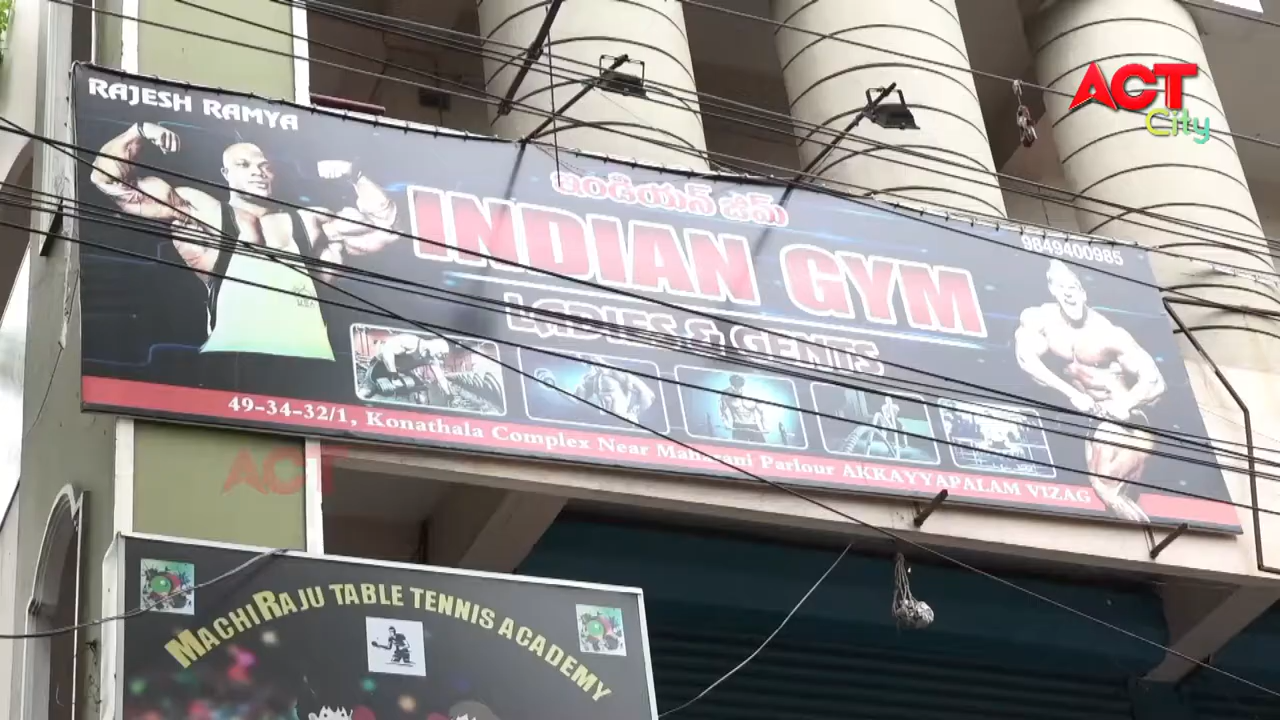 RAJESH RAMYA
ఇండియన్ జిమ్
INDIAN GYM
9849400985
LADIES & GENTS
49-34-32/1, Konathala Complex Near Maharani Parlour AKKAYYAPALAM VIZAG
MACHIRAJU TABLE TENNIS ACADEMY
ACT
City
ACT